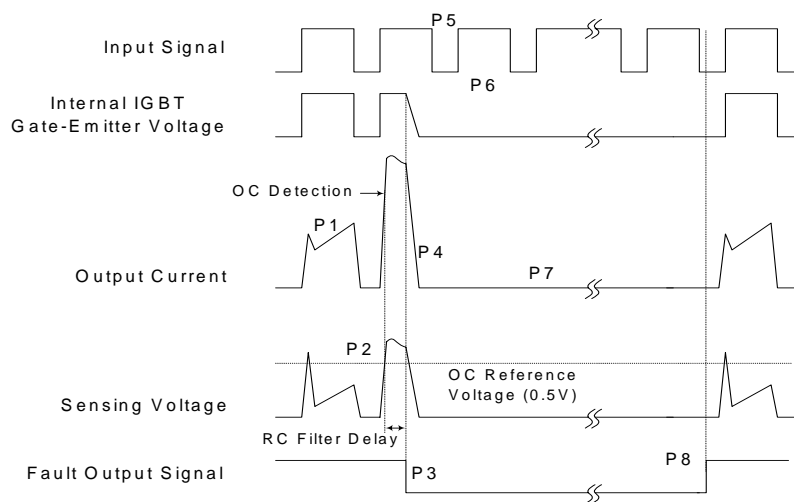 P5
Input Signal
P6
Internal IGBT
Gate-Emitter Voltage
OC Detection
P1
P4
P7
Output Current
P2
OC Reference
Voltage (0.5V)
Sensing Voltage
RC Filter Delay
P8
Fault Output Signal
P3